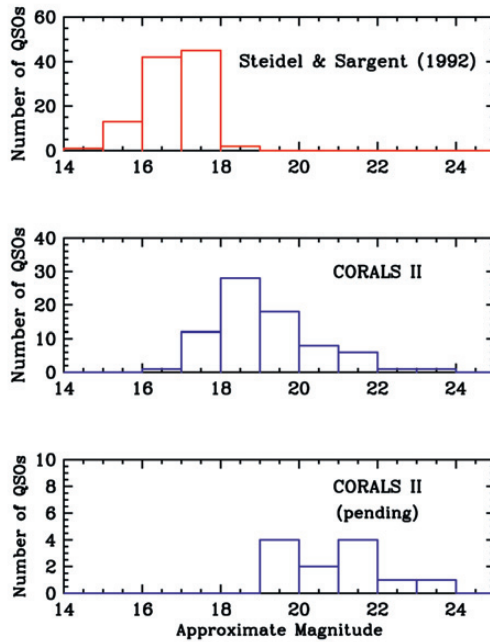 60
40
20
0
Number of QSOs
Steidel & Sargent (1992)
14 16 18 20 22 24
40
30
20
10
0
Number of QSOs
CORALS II
14 16 18 20 22 24
10
8
6
4
2
0
Number of QSOs
CORALS II
(pending)
14 16 18 20 22 24
Approximate Magnitude